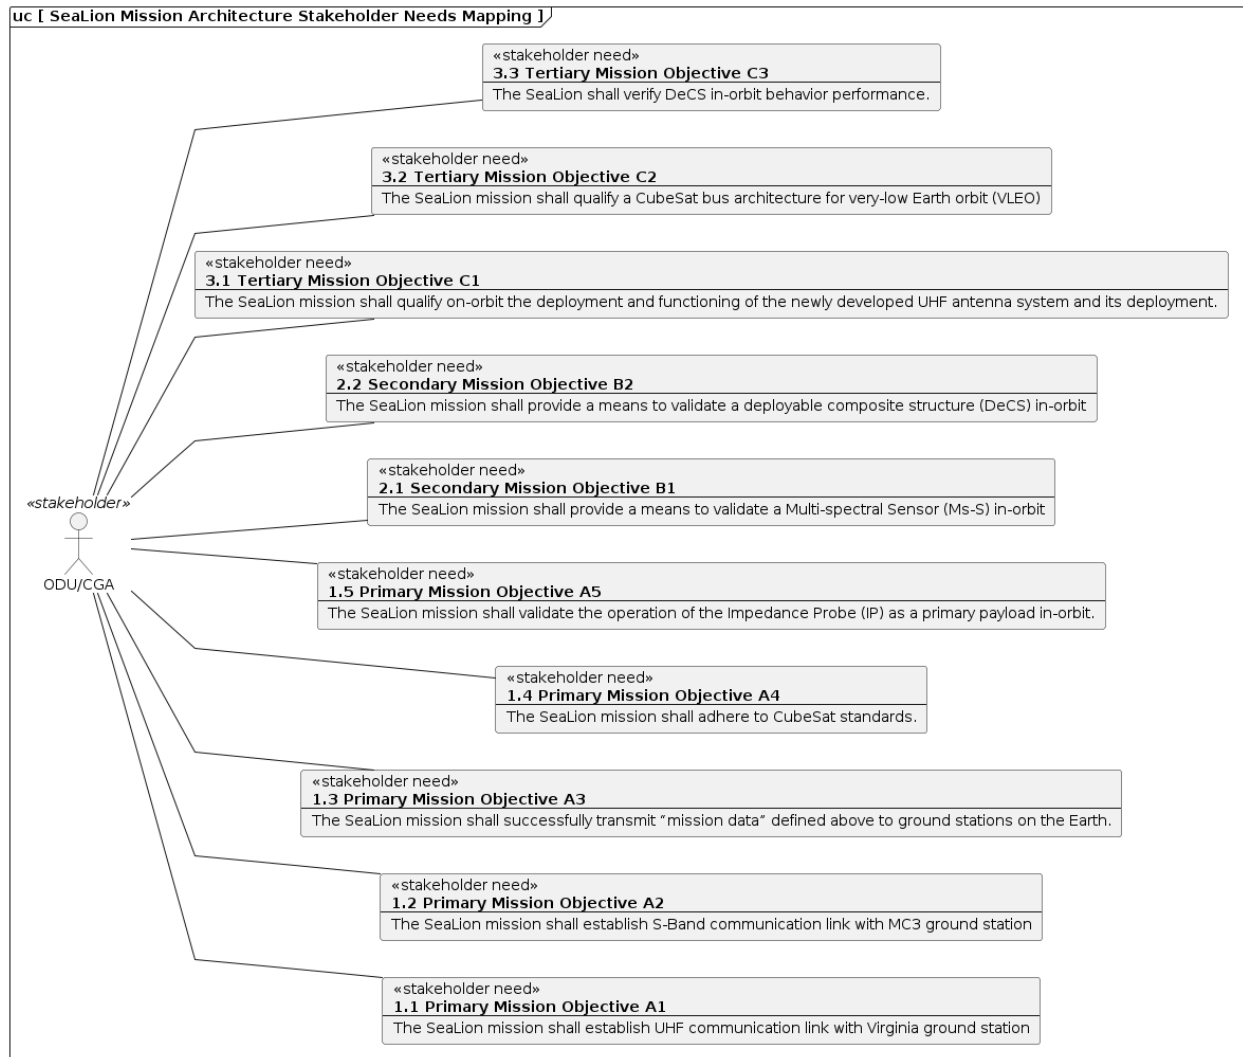 uc [ SeaLion Mission Architecture Stakeholder Needs Mapping ]
«stakeholder need»
3.3 Tertiary Mission Objective C3
The SeaLion shall verify DeCS in-orbit behavior performance.
«stakeholder need»
3.2 Tertiary Mission Objective C2
The SeaLion mission shall qualify a CubeSat bus architecture for very-low Earth orbit (VLEO)
«stakeholder need»
3.1 Tertiary Mission Objective C1
The SeaLion mission shall qualify on-orbit the deployment and functioning of the newly developed UHF antenna system and its deployment.
«stakeholder need»
2.2 Secondary Mission Objective B2
The SeaLion mission shall provide a means to validate a deployable composite structure (DeCS) in-orbit
«stakeholder need»
2.1 Secondary Mission Objective B1
The SeaLion mission shall provide a means to validate a Multi-spectral Sensor (Ms-S) in-orbit
«stakeholder»
ODU/CGA
«stakeholder need»
1.5 Primary Mission Objective A5
The SeaLion mission shall validate the operation of the Impedance Probe (IP) as a primary payload in-orbit.
«stakeholder need»
1.4 Primary Mission Objective A4
The SeaLion mission shall adhere to CubeSat standards.
«stakeholder need»
1.3 Primary Mission Objective A3
The SeaLion mission shall successfully transmit “mission data” defined above to ground stations on the Earth.
«stakeholder need»
1.2 Primary Mission Objective A2
The SeaLion mission shall establish S-Band communication link with MC3 ground station
«stakeholder need»
1.1 Primary Mission Objective A1
The SeaLion mission shall establish UHF communication link with Virginia ground station